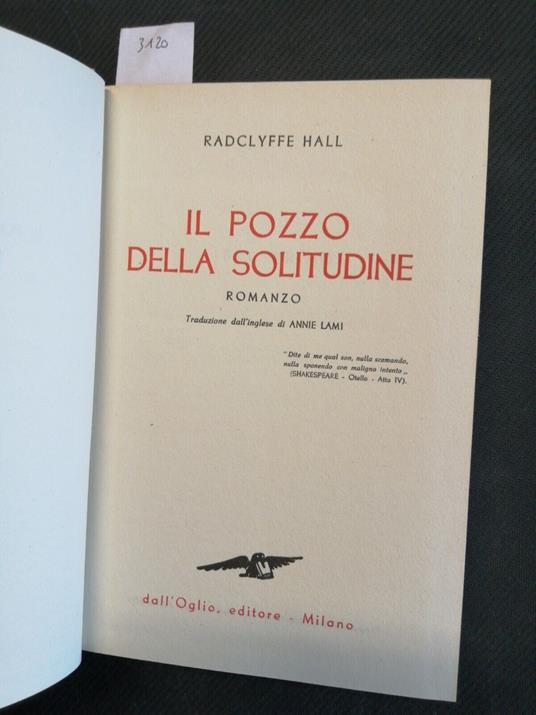 3120
RADCLYFFE HALL
IL POZZO
DELLA SOLITUDINE
ROMANZO
Traduzione dall'inglese di ANNIE LAMI
" Dite di me qual son, nulla scemando,
nulla sponendo con maligno intento „
(SHAKESPEARE - Otello - Atto IV).
dall'Oglio, editore - Milano